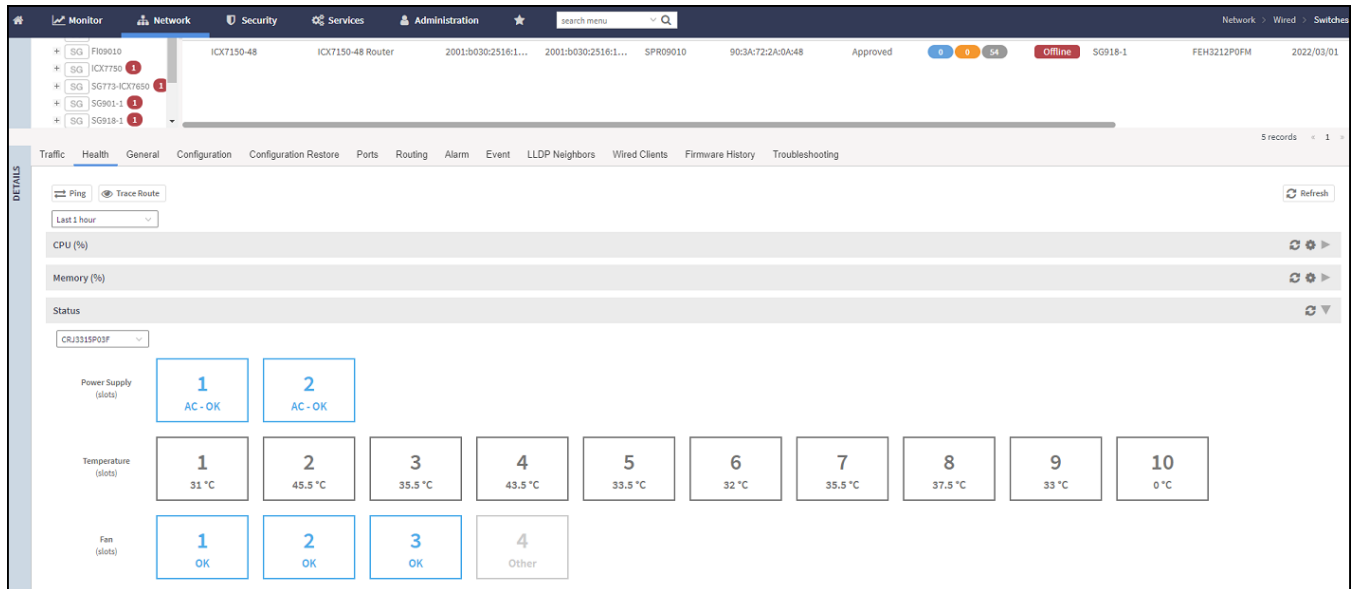 Monitor Network Security Services Administration search menu Network > Wired > Switches
+ SG FI09010
ICX7150-48 ICX7150-48 Router 2001:b030:2516:1... 2001:b030:2516:1... SPR09010 90:3A:72:2A:0A:48 Approved 0 0 54 Offline SG918-1 FEH3212P0FM 2022/03/01
+ SG ICX7750 1
+ SG SG773-ICX7650 1
+ SG SG901-1 1
+ SG SG918-1 1
5 records « 1 »
Traffic Health General Configuration Configuration Restore Ports Routing Alarm Event LLDP Neighbors Wired Clients Firmware History Troubleshooting
DETAILS
Ping Trace Route Refresh
Last 1 hour
CPU (%)
Memory (%)
Status
CRJ3315P03F
Power Supply
(slots)
1 2
AC - OK AC - OK
Temperature
(slots)
1 2 3 4 5 6 7 8 9 10
31 °C 45.5 °C 35.5 °C 43.5 °C 33.5 °C 32 °C 35.5 °C 37.5 °C 33 °C 0 °C
Fan
(slots)
1 2 3 4
OK OK OK Other